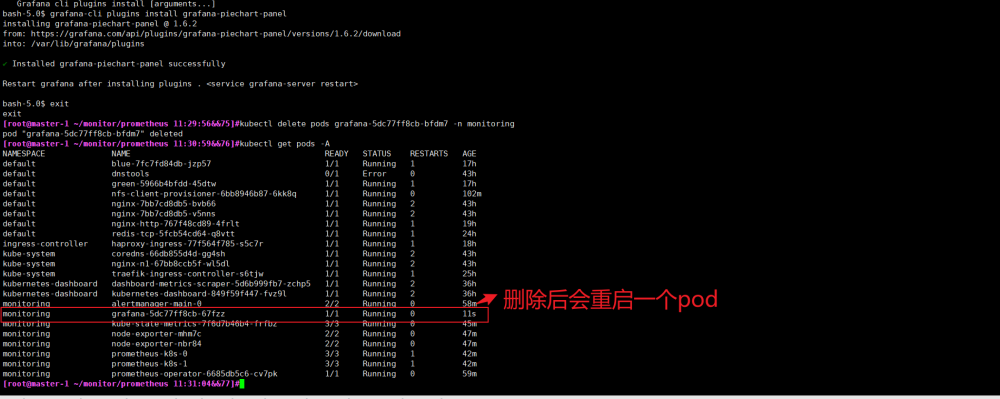 Grafana cli plugins install [arguments...]
bash-5.0$ grafana-cli plugins install grafana-piechart-panel
installing grafana-piechart-panel @ 1.6.2
from: https://grafana.com/api/plugins/grafana-piechart-panel/versions/1.6.2/download
into: /var/lib/grafana/plugins
✓ Installed grafana-piechart-panel successfully
Restart grafana after installing plugins . <service grafana-server restart>
bash-5.0$ exit
exit
[root@master-1 ~/monitor/prometheus 11:29:56&&75]#kubectl delete pods grafana-5dc77ff8cb-bfdm7 -n monitoring
pod "grafana-5dc77ff8cb-bfdm7" deleted
[root@master-1 ~/monitor/prometheus 11:30:59&&76]#kubectl get pods -A
NAMESPACE NAME READY STATUS RESTARTS AGE
default blue-7fc7fd84db-jzp57 1/1 Running 1 17h
default dnstools 0/1 Error 0 43h
default green-5966b4bfdd-45dtw 1/1 Running 1 17h
default nfs-client-provisioner-6bb8946b87-6kk8q 1/1 Running 0 102m
default nginx-7bb7cd8db5-bvb66 1/1 Running 2 43h
default nginx-7bb7cd8db5-v5nns 1/1 Running 2 43h
default nginx-http-767f48cd89-4frlt 1/1 Running 1 19h
default redis-tcp-5fcb54cd64-q8vtt 1/1 Running 1 24h
ingress-controller haproxy-ingress-77f564f785-s5c7r 1/1 Running 1 18h
kube-system coredns-66db855d4d-gg4sh 1/1 Running 2 43h
kube-system nginx-n1-67bb8ccb5f-wl5dl 1/1 Running 2 43h
kube-system traefik-ingress-controller-s6tjw 1/1 Running 1 25h
kubernetes-dashboard dashboard-metrics-scraper-5d6b999fb7-zchp5 1/1 Running 2 36h
kubernetes-dashboard kubernetes-dashboard-849f59f447-fvz9l 1/1 Running 2 36h
monitoring alertmanager-main-0 2/2 Running 0 58m
monitoring grafana-5dc77ff8cb-67fzz 1/1 Running 0 11s
monitoring kube-state-metrics-7f6d7b46b4-frfbz 3/3 Running 0 45m
monitoring node-exporter-mhm7c 2/2 Running 0 47m
monitoring node-exporter-nbr84 2/2 Running 0 47m
monitoring prometheus-k8s-0 3/3 Running 1 42m
monitoring prometheus-k8s-1 3/3 Running 1 42m
monitoring prometheus-operator-6685db5c6-cv7pk 1/1 Running 0 59m
[root@master-1 ~/monitor/prometheus 11:31:04&&77]#
删除后会重启一个pod